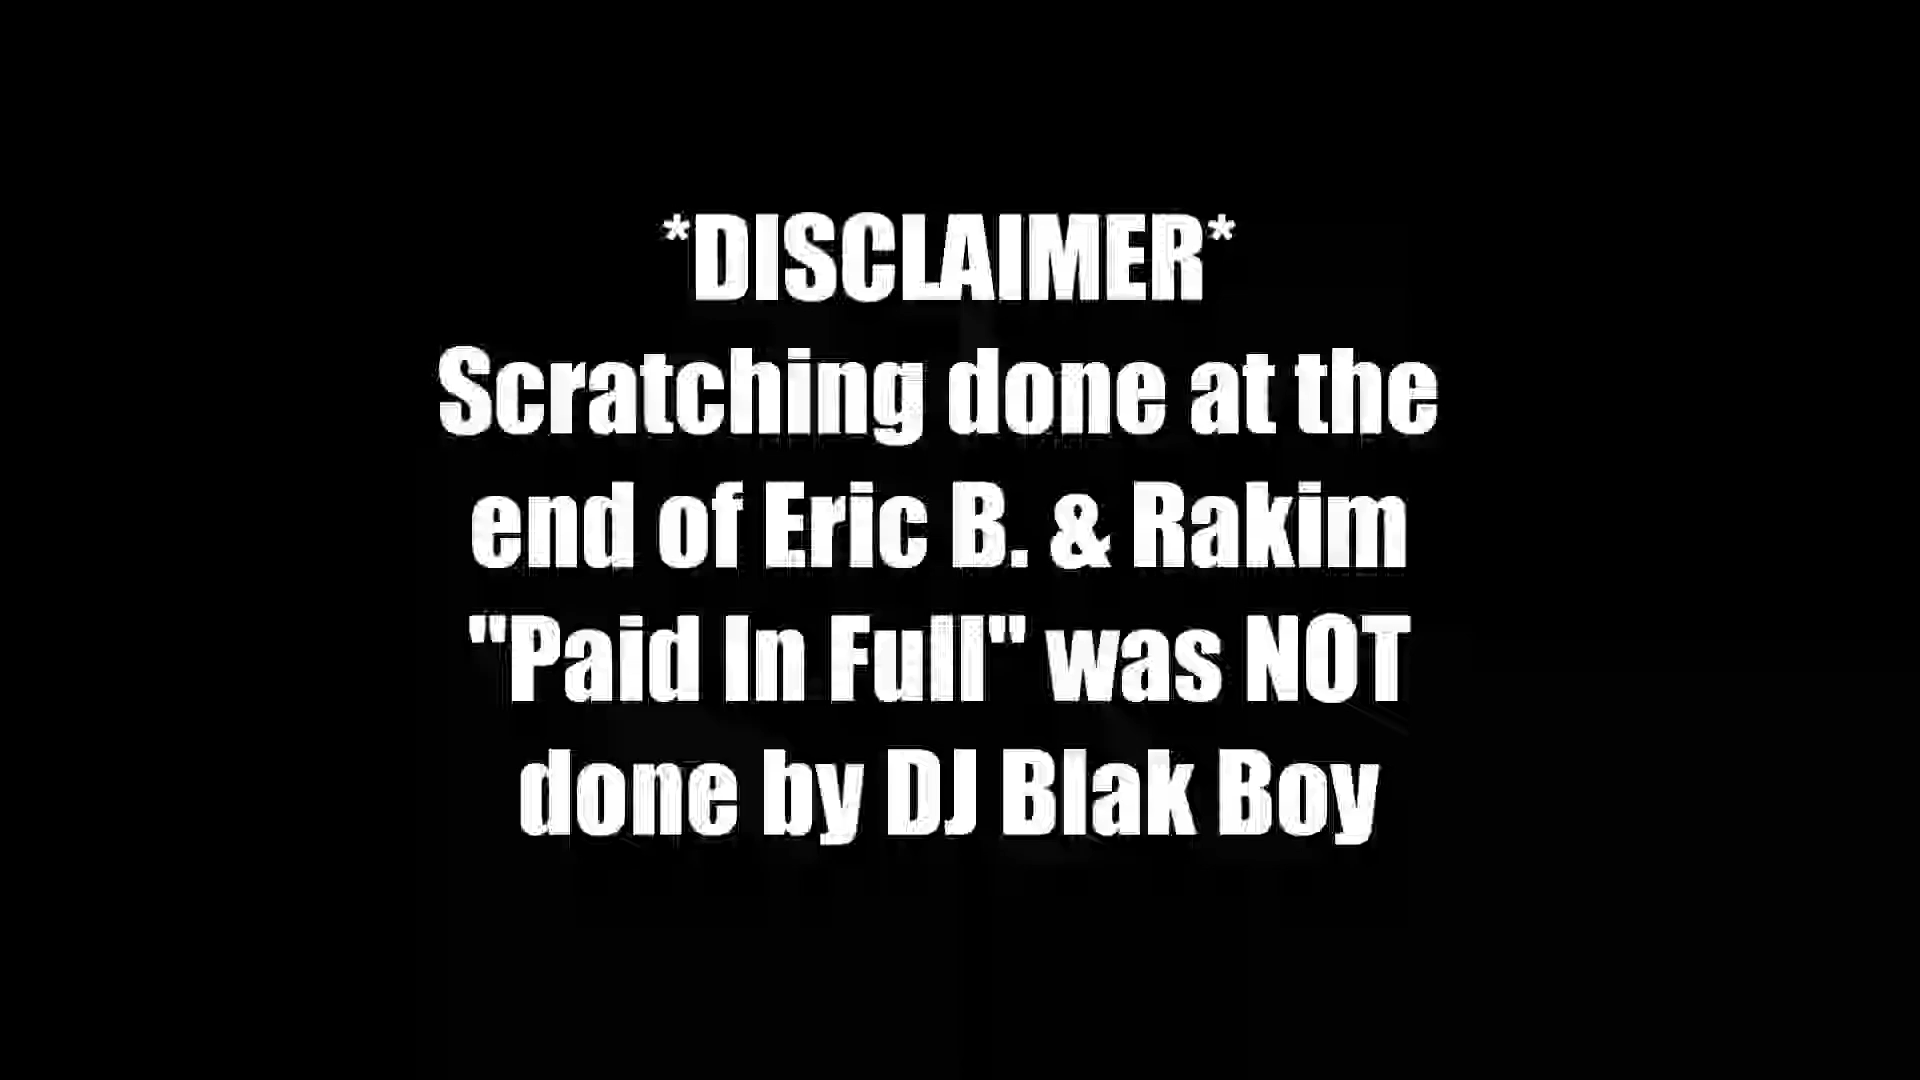 *DISCLAIMER*
Scratching done at the
end of Eric B. & Rakim
"Paid In Full" was NOT
done by DJ Blak Boy